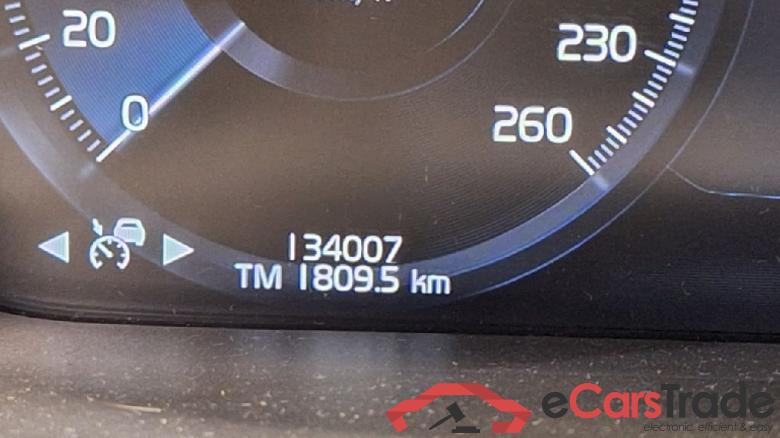 20
230
0
260
134007
TM 1809.5 km
eCarsTrade
electronic, efficient & easy